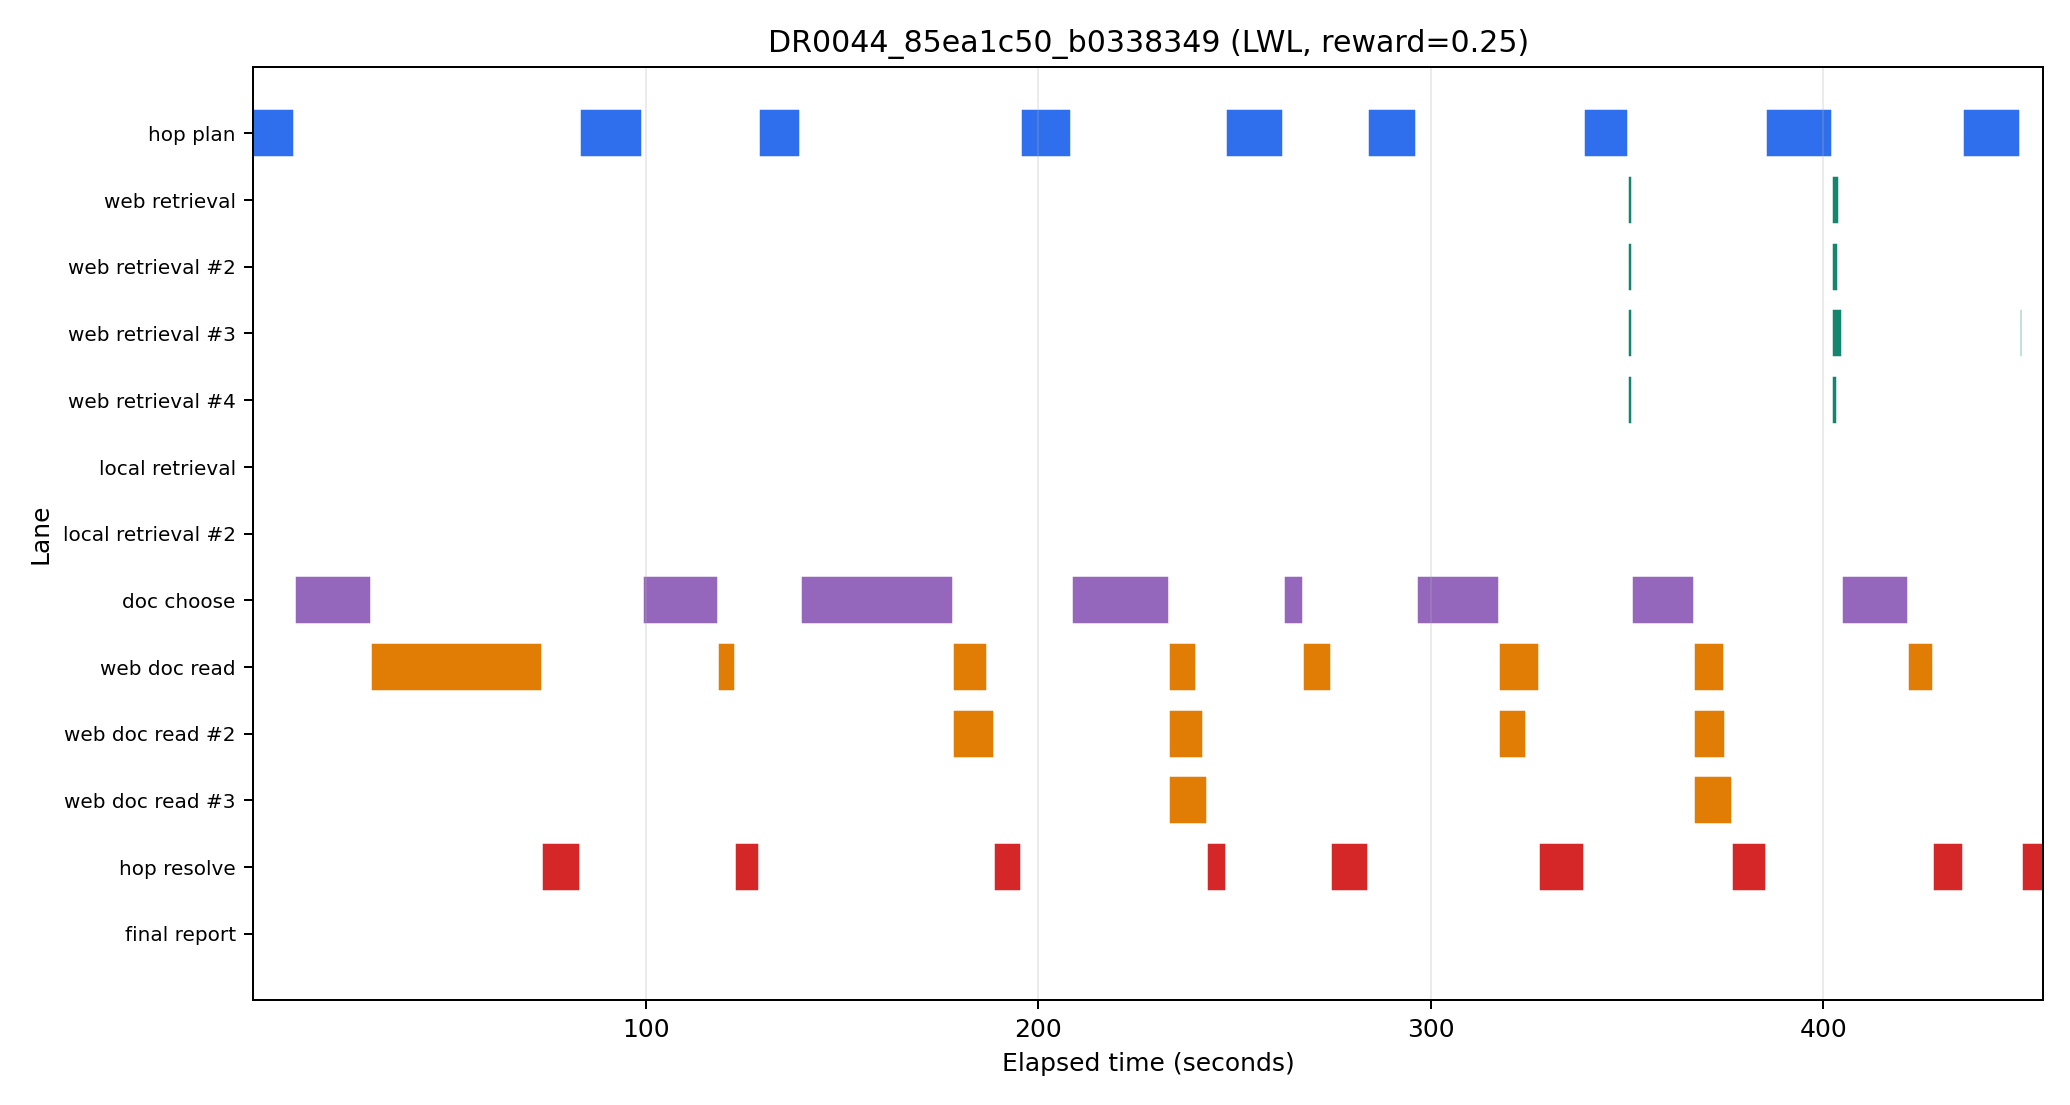 DR0044_85ea1c50_b0338349 (LWL, reward=0.25)
Lane
hop plan
web retrieval
web retrieval #2
web retrieval #3
web retrieval #4
local retrieval
local retrieval #2
doc choose
web doc read
web doc read #2
web doc read #3
hop resolve
final report
100 200 300 400
Elapsed time (seconds)